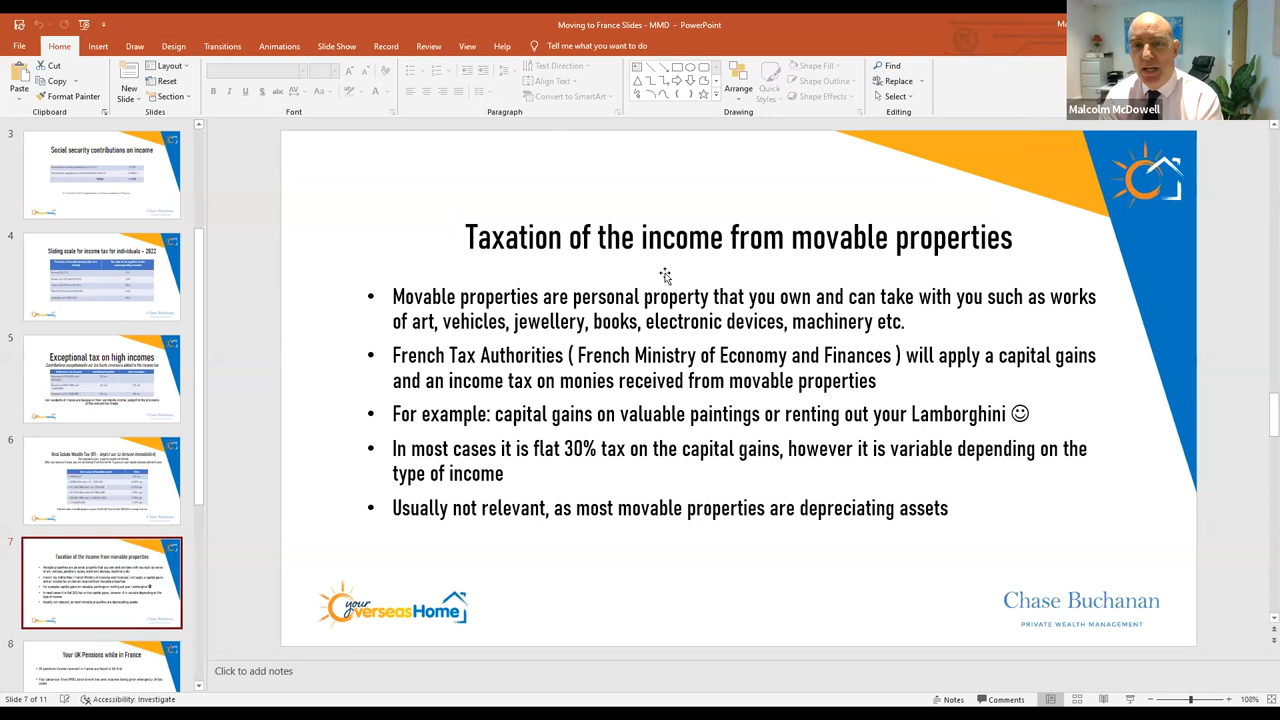 Moving to France Slides - MMD - PowerPoint
Ma
File Home Insert Draw Design Transitions Animations Slide Show Record Review View Help Tell me what you want to do
Paste
Cut
Copy
Format Painter
Clipboard
New Slide
Layout
Reset
Section
Slides
Font
Text Direction
Align Text
Convert to SmartArt
Paragraph
Arrange
Quick Styles
Shape Fill
Shape Outline
Shape Effects
Drawing
Find
Replace
Select
Editing
Malcolm McDowell
3
Social security contributions on income
4
Sliding scale for income tax for individuals - 2022
5
Exceptional tax on high incomes
6
7
Taxation of the income from movable properties
8
Your UK Pensions while in France
Taxation of the income from movable properties
• Movable properties are personal property that you own and can take with you such as works
of art, vehicles, jewellery, books, electronic devices, machinery etc.
• French Tax Authorities ( French Ministry of Economy and Finances ) will apply a capital gains
and an income tax on monies received from movable properties
• For example: capital gains on valuable paintings or renting out your Lamborghini ☺
• In most cases it is flat 30% tax on the capital gains, however it is variable depending on the
type of income
• Usually not relevant, as most movable properties are depreciating assets
your OverseasHome
Chase Buchanan
PRIVATE WEALTH MANAGEMENT
Click to add notes
Slide 7 of 11 Accessibility: Investigate Notes Comments 108%